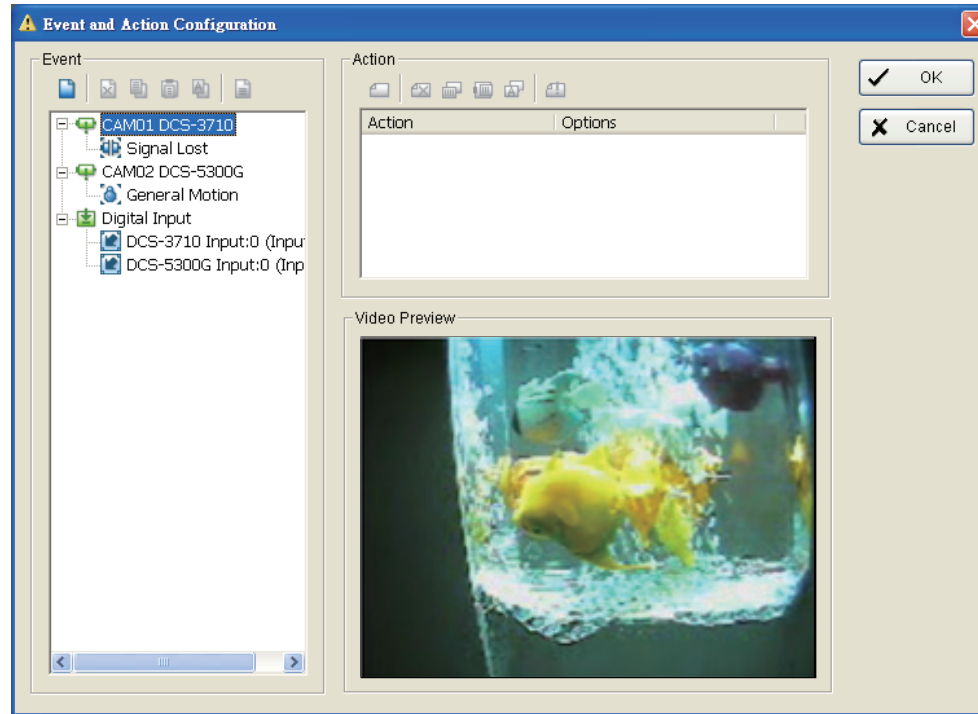 Event and Action Configuration
Event
CAM01 DCS-3710
Signal Lost
CAM02 DCS-5300G
General Motion
Digital Input
DCS-3710 Input:0 (Inpu
DCS-5300G Input:0 (Inp
Action
Action Options
Video Preview
OK
Cancel